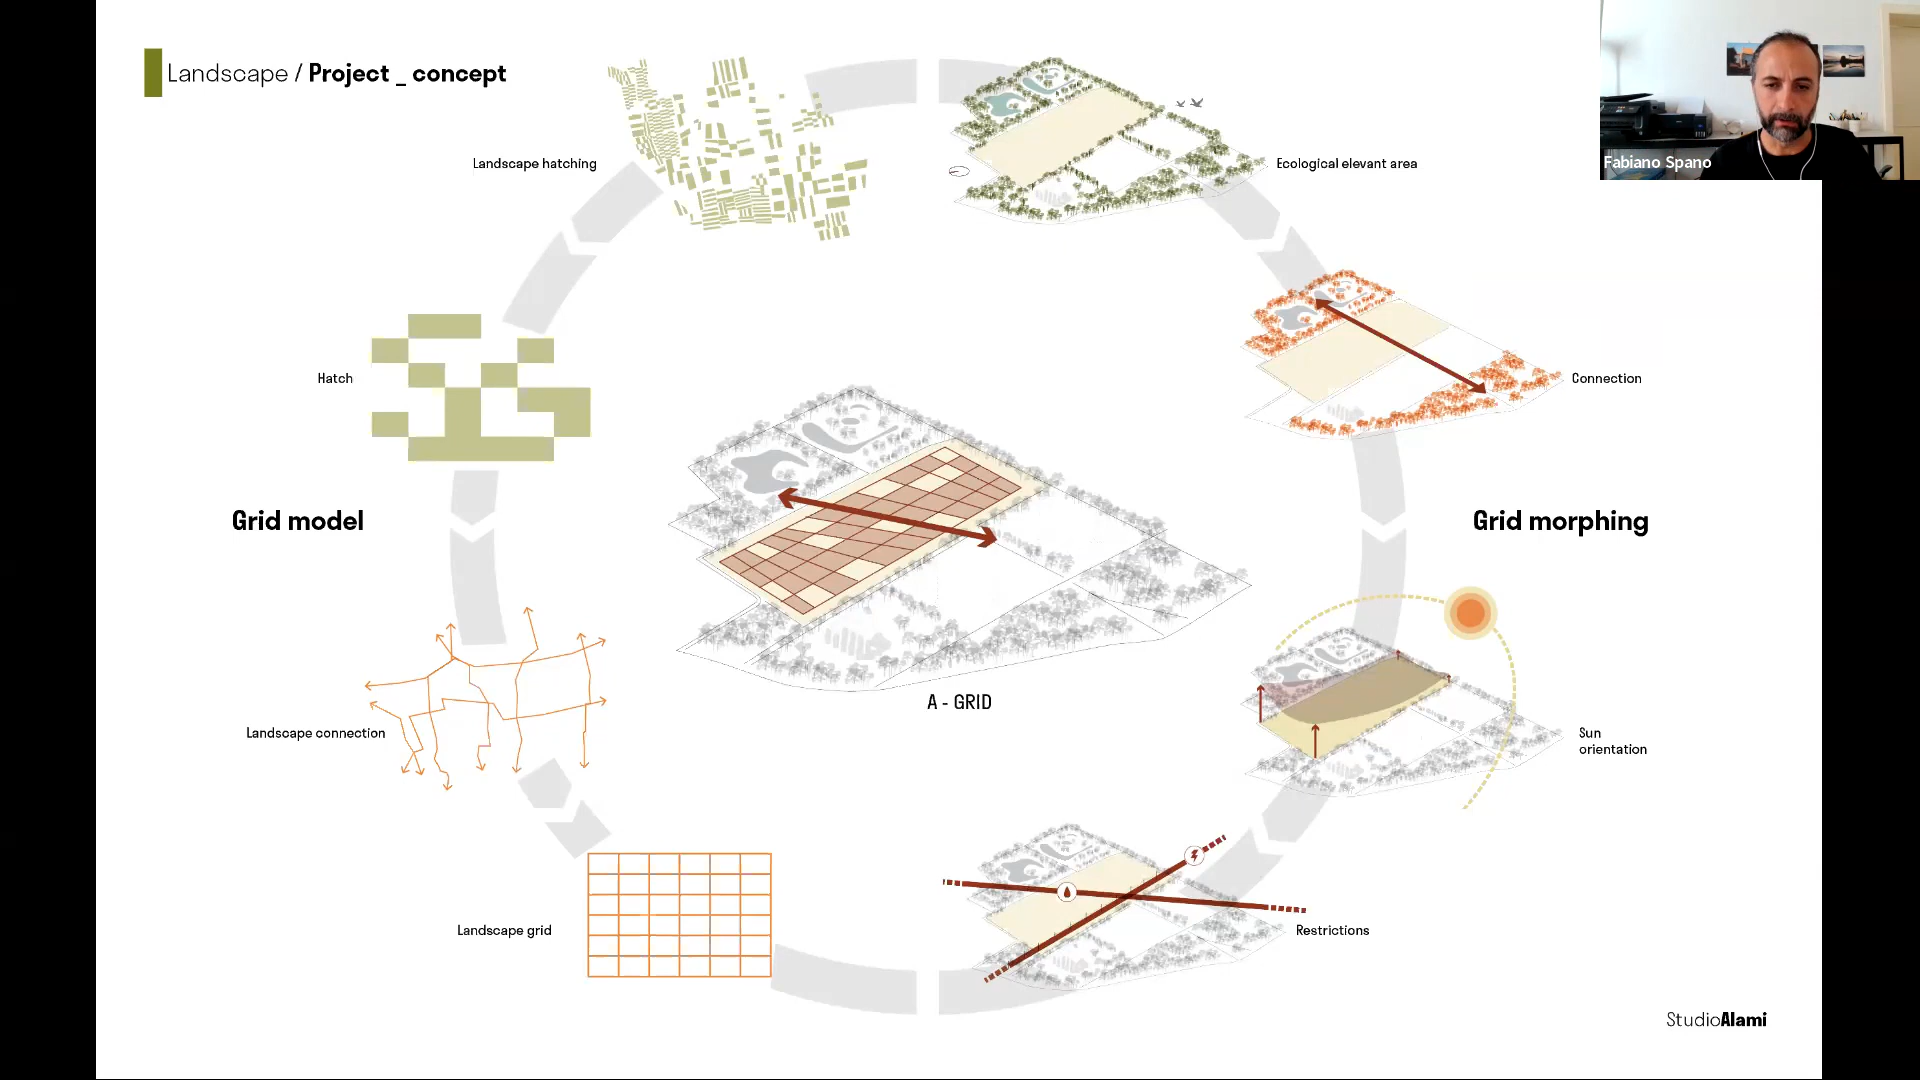 Landscape / Project _ concept
Fabiano Spano
Landscape hatching
Ecological elevant area
Hatch
Connection
Grid model
Grid morphing
A - GRID
Landscape connection
Sun
orientation
Landscape grid
Restrictions
StudioAlami